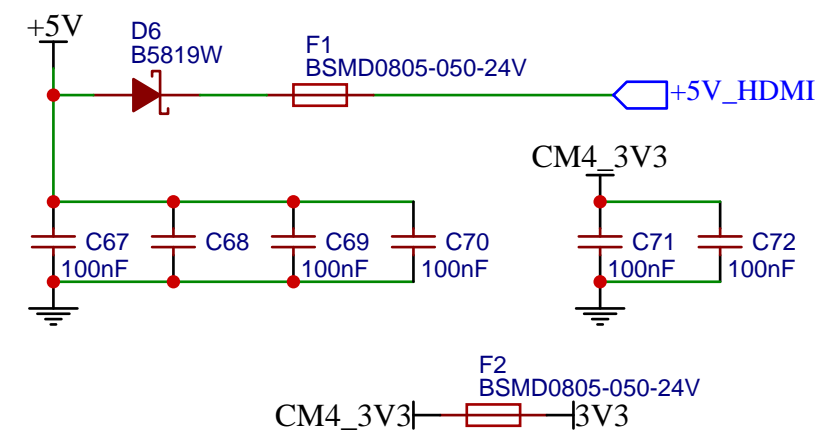 +5V
D6
B5819W
F1
BSMD0805-050-24V
+5V_HDMI
CM4_3V3
C67
100nF
C68
C69
100nF
C70
100nF
C71
100nF
C72
100nF
F2
BSMD0805-050-24V
CM4_3V3
3V3